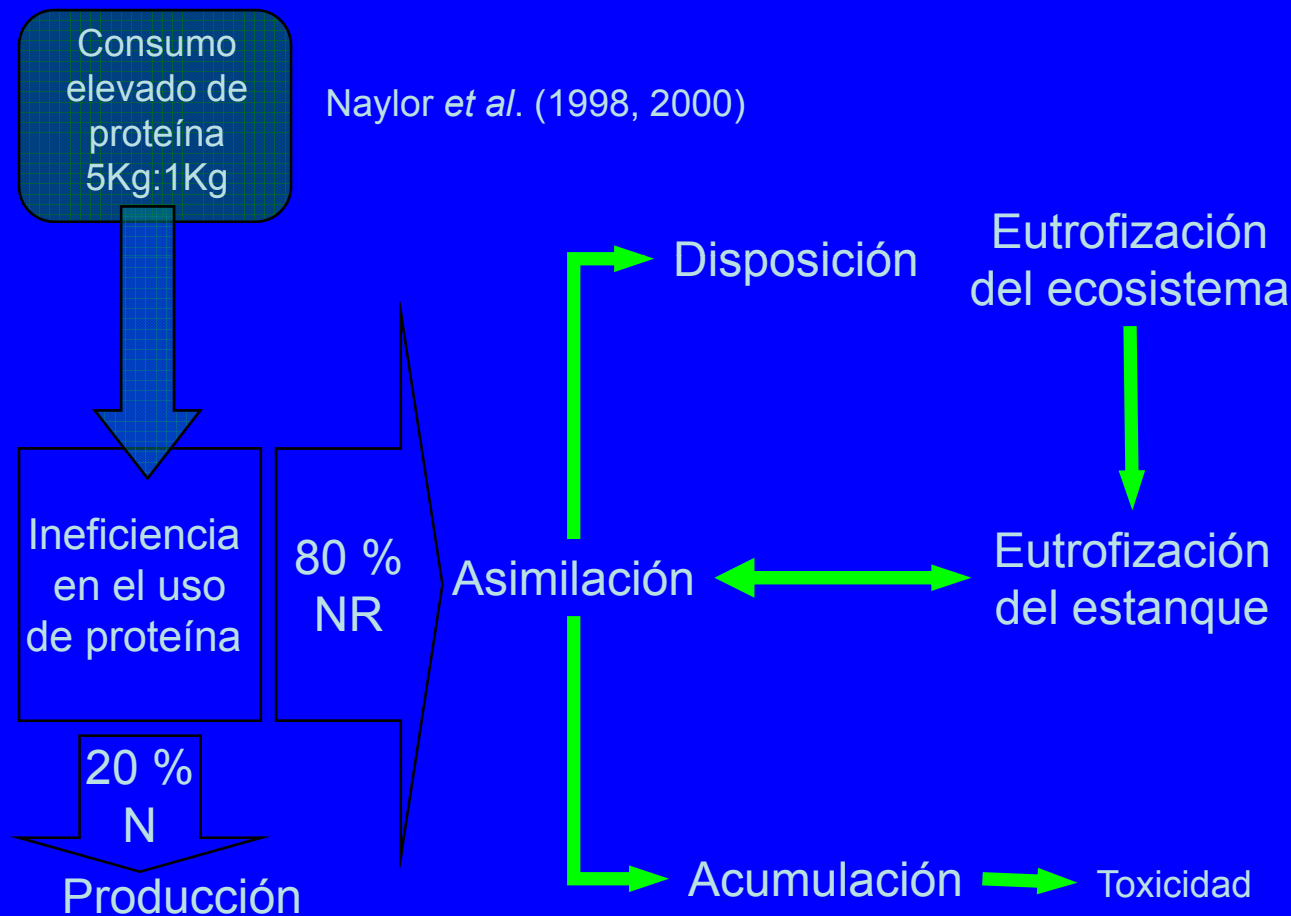 Consumo
elevado de
proteína
5Kg:1Kg
Naylor et al. (1998, 2000)
Disposición
Eutrofización
del ecosistema
Ineficiencia
en el uso
de proteína
80 %
NR
Asimilación
Eutrofización
del estanque
20 %
N
Producción
Acumulación
Toxicidad